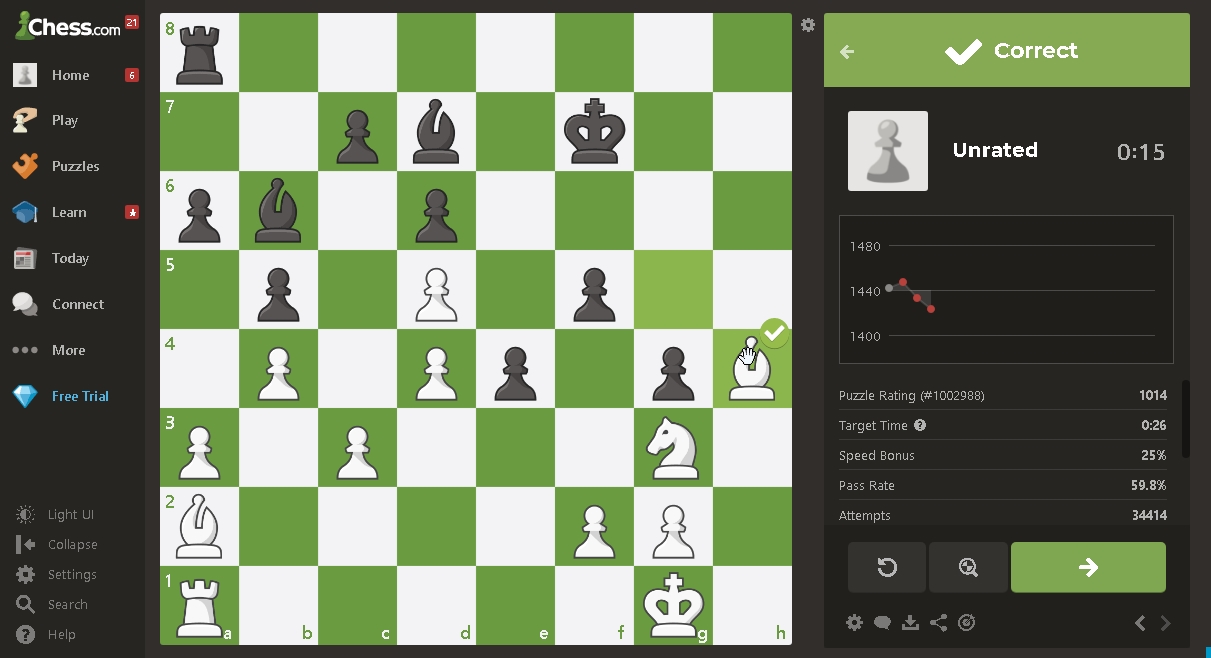 Chess.com 21
Home 6
Play
Puzzles
Learn
Today
Connect
More
Free Trial
Light UI
Collapse
Settings
Search
Help
8
7
6
5
4
3
2
1
a b c d e f g h
Correct
Unrated 0:15
1480
1440
1400
Puzzle Rating (#1002988) 1014
Target Time ? 0:26
Speed Bonus 25%
Pass Rate 59.8%
Attempts 34414